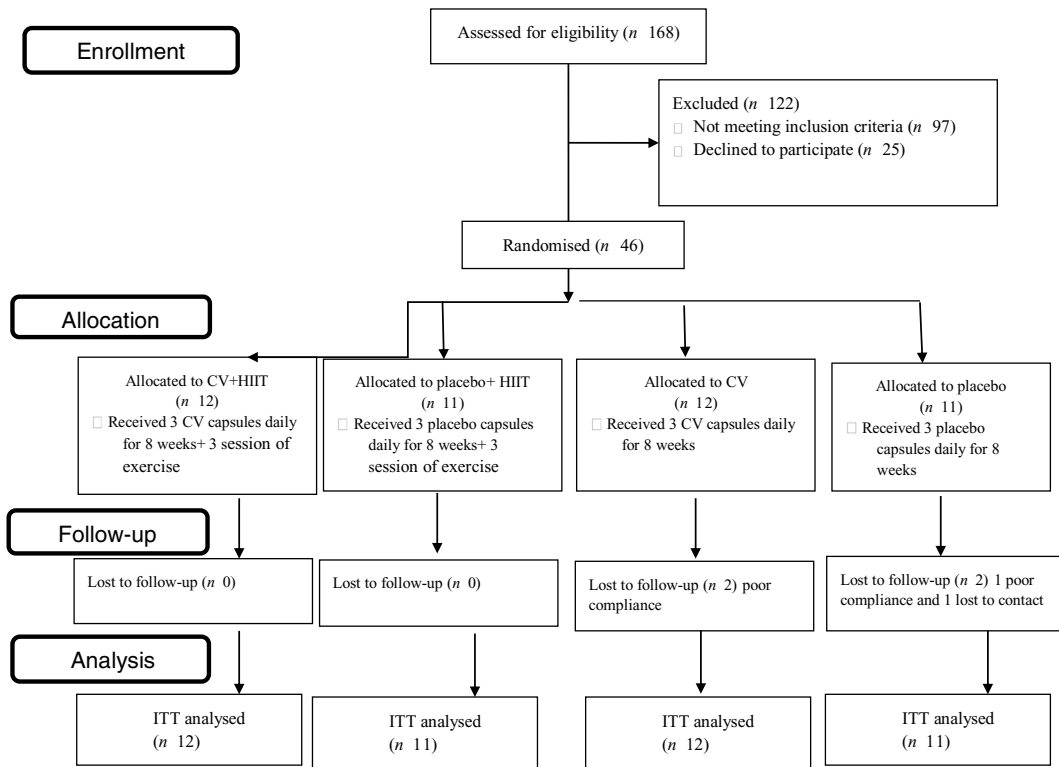 Enrollment
Assessed for eligibility (n 168)
Excluded (n 122)
Not meeting inclusion criteria (n 97)
Declined to participate (n 25)
Randomised (n 46)
Allocation
Allocated to CV+HIIT
(n 12)
Received 3 CV capsules daily
for 8 weeks+ 3 session of
exercise
Allocated to placebo+ HIIT
(n 11)
Received 3 placebo capsules
daily for 8 weeks+ 3
session of exercise
Allocated to CV
(n 12)
Received 3 CV capsules daily
for 8 weeks
Allocated to placebo
(n 11)
Received 3 placebo
capsules daily for 8
weeks
Follow-up
Lost to follow-up (n 0)
Lost to follow-up (n 0)
Lost to follow-up (n 2) poor
compliance
Lost to follow-up (n 2) 1 poor
compliance and 1 lost to contact
Analysis
ITT analysed
(n 12)
ITT analysed
(n 11)
ITT analysed
(n 12)
ITT analysed
(n 11)